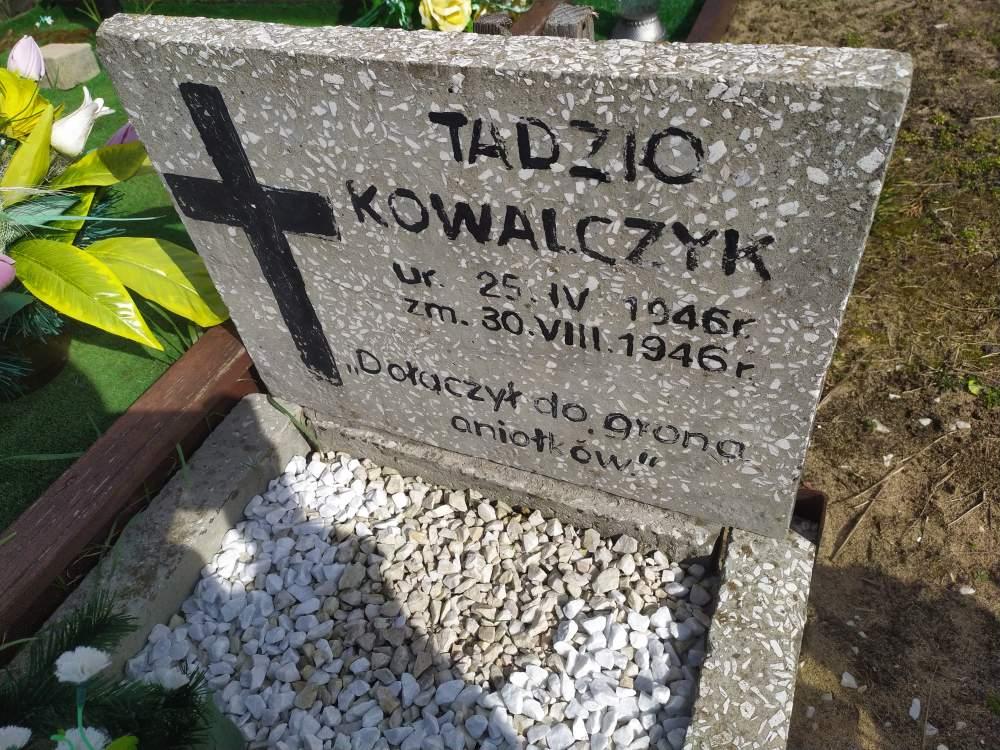 TADZIO
KOWALCZYK
ur. 25.IV 1946r.
zm. 30.VIII.1946r.
„Dołączył do grona
aniołków"